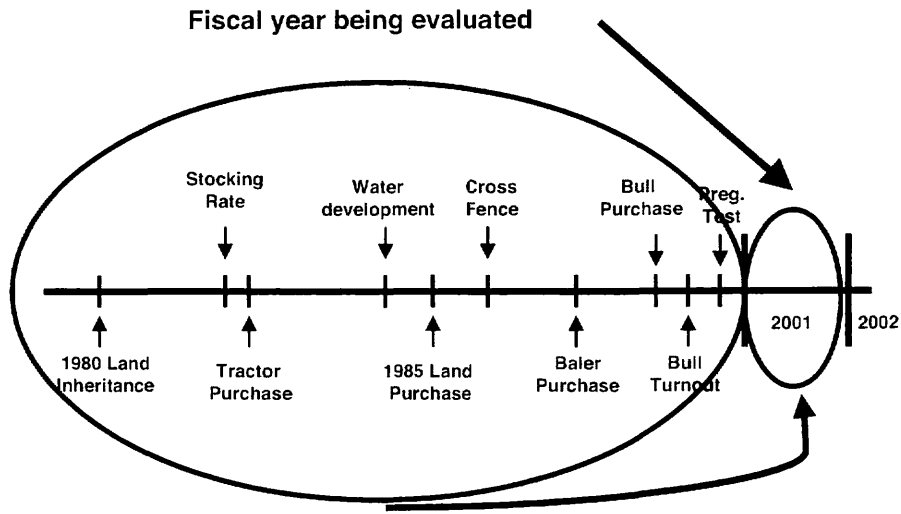 Fiscal year being evaluated
Stocking
Rate
Water
development
Cross
Fence
Bull
Purchase
Preg.
Test
1980 Land
Inheritance
Tractor
Purchase
1985 Land
Purchase
Baler
Purchase
Bull
Turnout
2001
2002